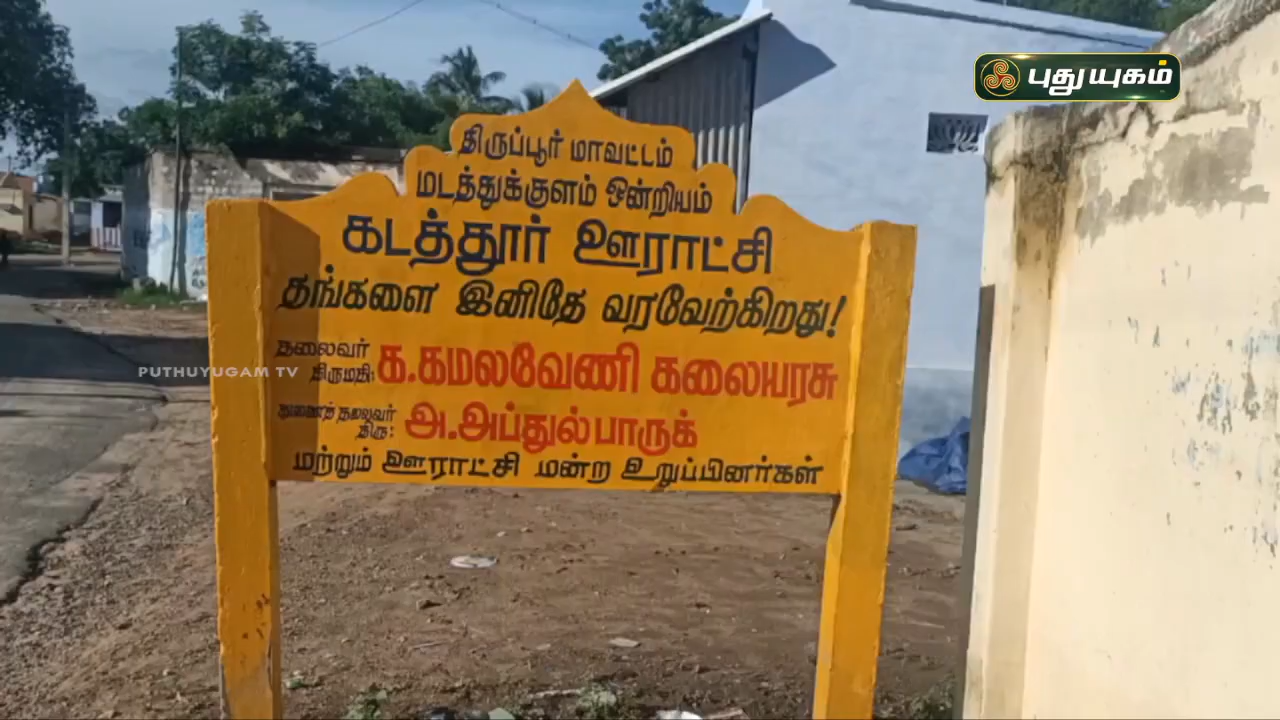 புதுயுகம்
திருப்பூர் மாவட்டம்
மடத்துக்குளம் ஒன்றியம்
கடத்தூர் ஊராட்சி
தங்களை இனிதே வரவேற்கிறது!
தலைவர்
திருமதி: க.கமலவேணி கலையரசு
PUTHUYUGAM TV
துணைத் தலைவர்
திரு: அ.அப்துல்பாருக்
மற்றும் ஊராட்சி மன்ற உறுப்பினர்கள்